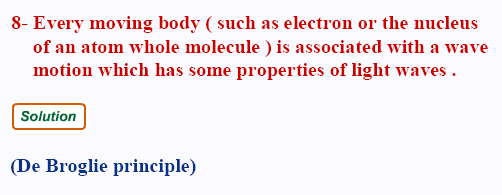 8- Every moving body ( such as electron or the nucleus
of an atom whole molecule ) is associated with a wave
motion which has some properties of light waves .
Solution
(De Broglie principle)